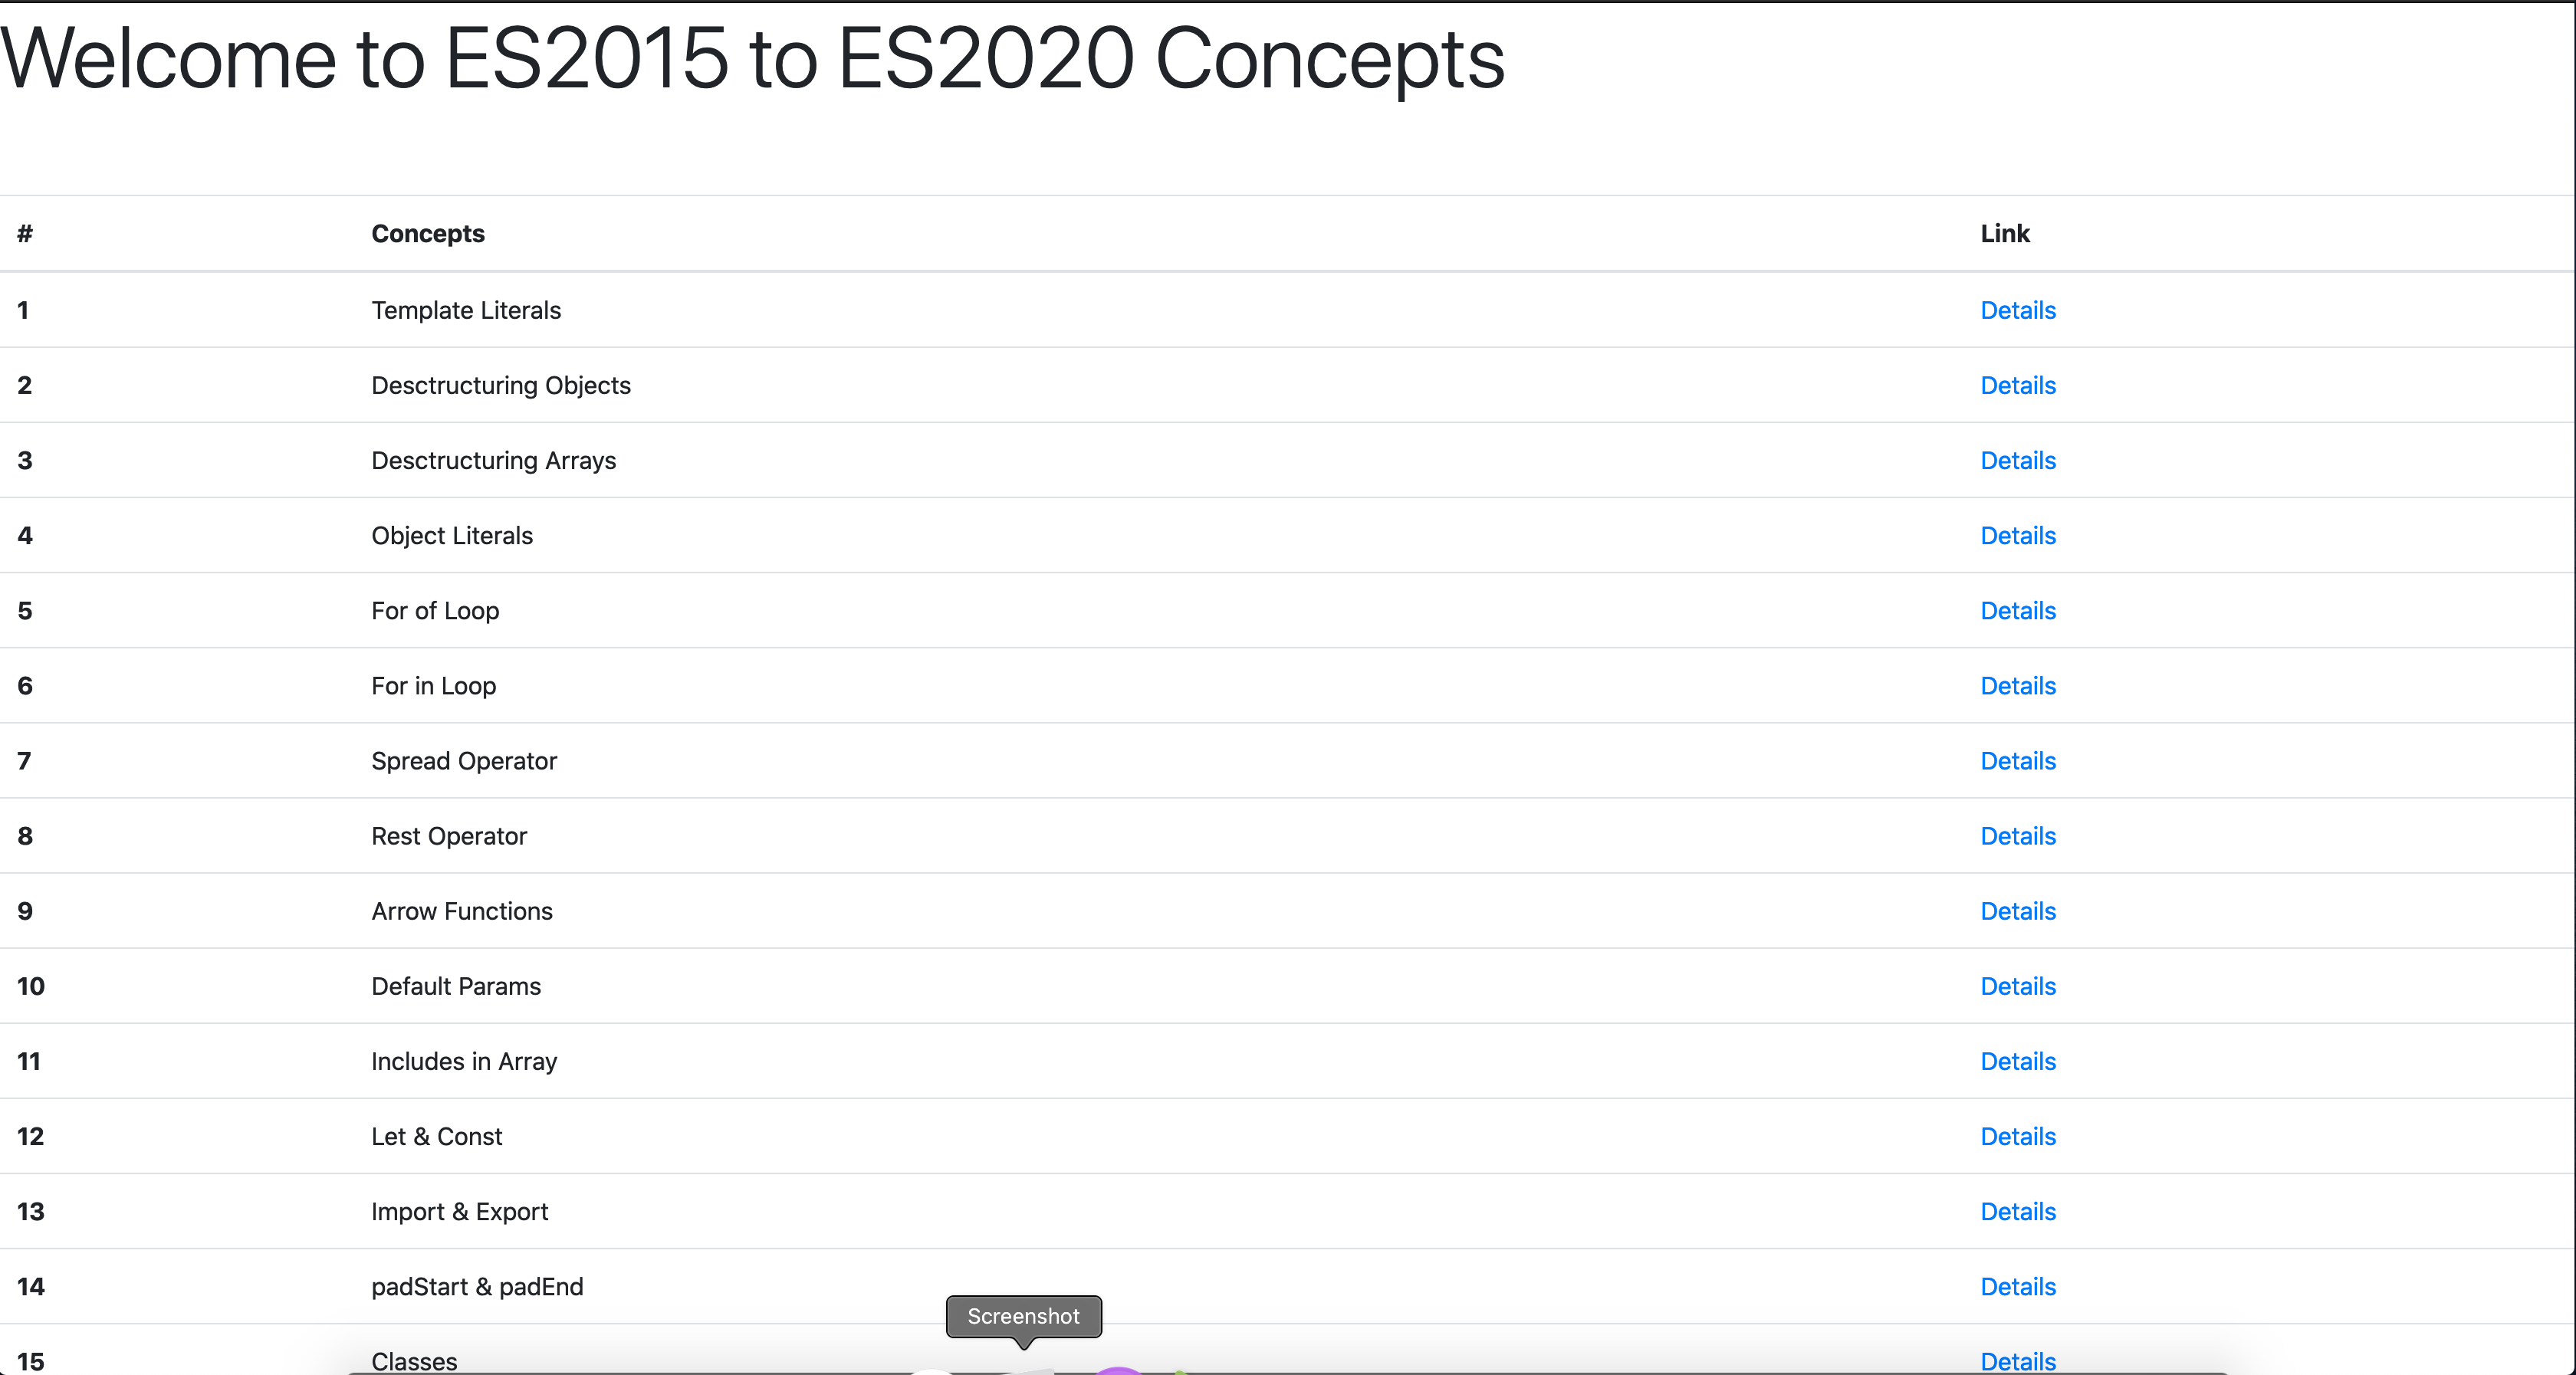 Welcome to ES2015 to ES2020 Concepts
# Concepts Link
1 Template Literals Details
2 Desctructuring Objects Details
3 Desctructuring Arrays Details
4 Object Literals Details
5 For of Loop Details
6 For in Loop Details
7 Spread Operator Details
8 Rest Operator Details
9 Arrow Functions Details
10 Default Params Details
11 Includes in Array Details
12 Let & Const Details
13 Import & Export Details
14 padStart & padEnd Details
Screenshot
15 Classes Details